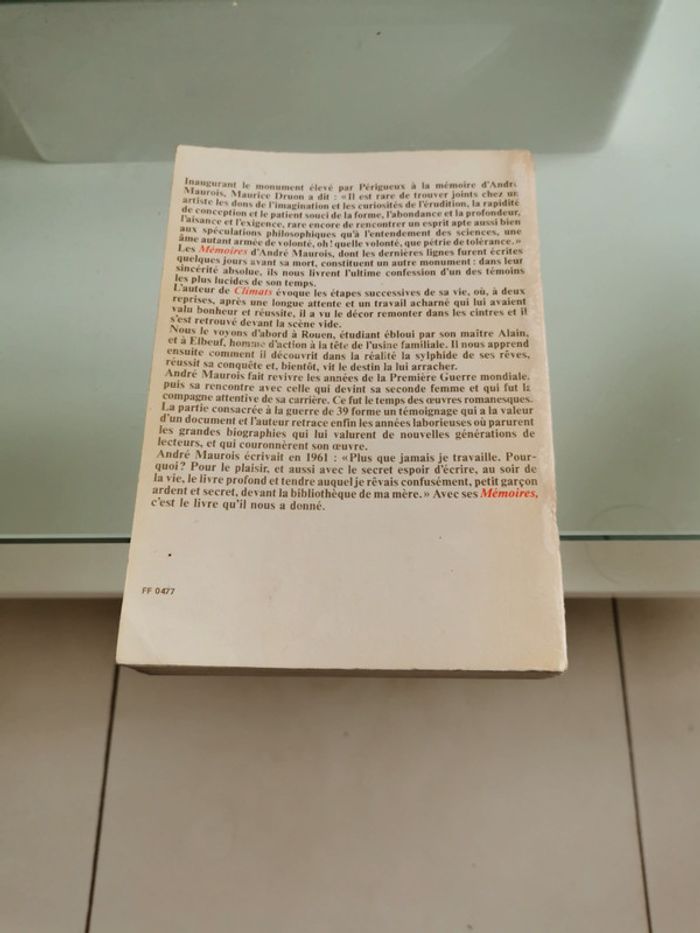 Inaugurant le monument élevé par Périgueux à la mémoire d'André
Maurois, Maurice Druon a dit : «Il est rare de trouver joints chez un
artiste les dons de l'imagination et les curiosités de l'érudition, la rapidité
de conception et le patient souci de la forme, l'abondance et la profondeur,
l'aisance et l'exigence, rare encore de rencontrer un esprit apte aussi bien
aux spéculations philosophiques qu'à l'entendement des sciences, une
âme autant armée de volonté, oh! quelle volonté, que pétrie de tolérance.»
Les Mémoires d'André Maurois, dont les dernières lignes furent écrites
quelques jours avant sa mort, constituent un autre monument : dans leur
sincérité absolue, ils nous livrent l'ultime confession d'un des témoins
les plus lucides de son temps.
L'auteur de Climats évoque les étapes successives de sa vie, où, à deux
reprises, après une longue attente et un travail acharné qui lui avaient
valu bonheur et réussite, il a vu le décor remonter dans les cintres et il
s'est retrouvé devant la scène vide.
Nous le voyons d'abord à Rouen, étudiant ébloui par son maître Alain,
et à Elbeuf, homme d'action à la tête de l'usine familiale. Il nous apprend
ensuite comment il découvrit dans la réalité la sylphide de ses rêves,
réussit sa conquête et, bientôt, vit le destin la lui arracher.
André Maurois fait revivre les années de la Première Guerre mondiale,
puis sa rencontre avec celle qui devint sa seconde femme et qui fut la
compagne attentive de sa carrière. Ce fut le temps des œuvres romanesques.
La partie consacrée à la guerre de 39 forme un témoignage qui a la valeur
d'un document et l'auteur retrace enfin les années laborieuses où parurent
les grandes biographies qui lui valurent de nouvelles générations de
lecteurs, et qui couronnèrent son œuvre.
André Maurois écrivait en 1961 : «Plus que jamais je travaille. Pour-
quoi? Pour le plaisir, et aussi avec le secret espoir d'écrire, au soir de
la vie, le livre profond et tendre auquel je rêvais confusément, petit garçon
ardent et secret, devant la bibliothèque de ma mère.» Avec ses Mémoires,
c'est le livre qu'il nous a donné.
FF 0477